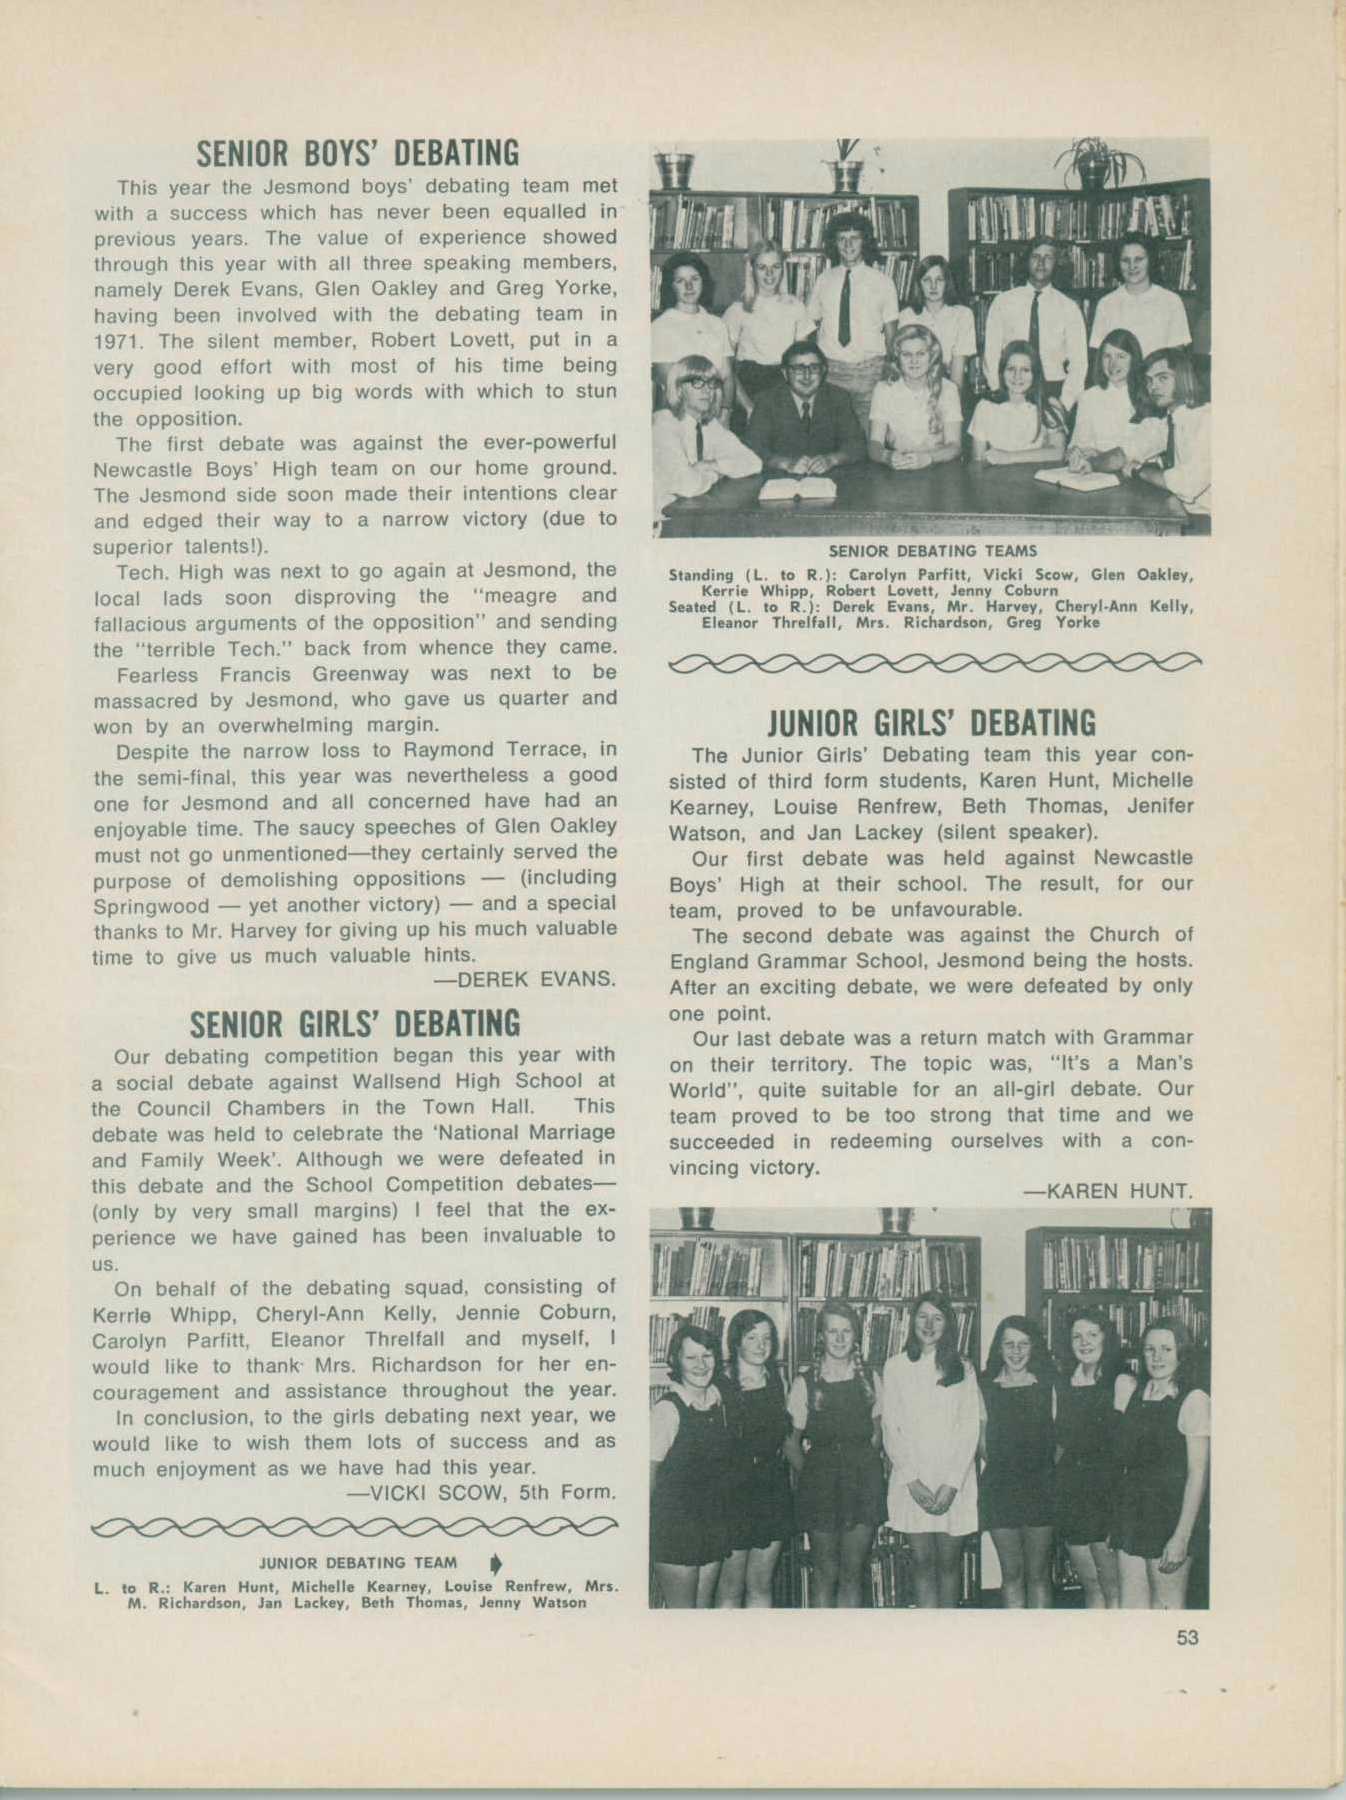 SENIOR BOYS' DEBATING
This year the Jesmond boys' debating team met
with a success which has never been equalled in
previous years. The value of experience showed
through this year with all three speaking members,
namely Derek Evans, Glen Oakley and Greg Yorke,
having been involved with the debating team in
1971. The silent member, Robert Lovett, put in a
very good effort with most of his time being
occupied looking up big words with which to stun
the opposition.
The first debate was against the ever-powerful
Newcastle Boys' High team on our home ground.
The Jesmond side soon made their intentions clear
and edged their way to a narrow victory (due to
superior talents!).
Tech. High was next to go again at Jesmond, the
local lads soon disproving the "meagre and
fallacious arguments of the opposition" and sending
the "terrible Tech." back from whence they came.
Fearless Francis Greenway was next to be
massacred by Jesmond, who gave us quarter and
won by an overwhelming margin.
Despite the narrow loss to Raymond Terrace, in
the semi-final, this year was nevertheless a good
one for Jesmond and all concerned have had an
enjoyable time. The saucy speeches of Glen Oakley
must not go unmentioned—they certainly served the
purpose of demolishing oppositions — (including
Springwood — yet another victory) — and a special
thanks to Mr. Harvey for giving up his much valuable
time to give us much valuable hints.
—DEREK EVANS.
SENIOR GIRLS' DEBATING
Our debating competition began this year with
a social debate against Wallsend High School at
the Council Chambers in the Town Hall. This
debate was held to celebrate the 'National Marriage
and Family Week'. Although we were defeated in
this debate and the School Competition debates—
(only by very small margins) I feel that the ex-
perience we have gained has been invaluable to
us.
On behalf of the debating squad, consisting of
Kerrie Whipp, Cheryl-Ann Kelly, Jennie Coburn,
Carolyn Parfitt, Eleanor Threlfall and myself, I
would like to thank Mrs. Richardson for her en-
couragement and assistance throughout the year.
In conclusion, to the girls debating next year, we
would like to wish them lots of success and as
much enjoyment as we have had this year.
—VICKI SCOW, 5th Form.
JUNIOR DEBATING TEAM
L. to R.: Karen Hunt, Michelle Kearney, Louise Renfrew, Mrs.
M. Richardson, Jan Lackey, Beth Thomas, Jenny Watson
SENIOR DEBATING TEAMS
Standing (L. to R.): Carolyn Parfitt, Vicki Scow, Glen Oakley,
Kerrie Whipp, Robert Lovett, Jenny Coburn
Seated (L. to R.): Derek Evans, Mr. Harvey, Cheryl-Ann Kelly,
Eleanor Threlfall, Mrs. Richardson, Greg Yorke
JUNIOR GIRLS' DEBATING
The Junior Girls' Debating team this year con-
sisted of third form students, Karen Hunt, Michelle
Kearney, Louise Renfrew, Beth Thomas, Jenifer
Watson, and Jan Lackey (silent speaker).
Our first debate was held against Newcastle
Boys' High at their school. The result, for our
team, proved to be unfavourable.
The second debate was against the Church of
England Grammar School, Jesmond being the hosts.
After an exciting debate, we were defeated by only
one point.
Our last debate was a return match with Grammar
on their territory. The topic was, "It's a Man's
World", quite suitable for an all-girl debate. Our
team proved to be too strong that time and we
succeeded in redeeming ourselves with a con-
vincing victory.
—KAREN HUNT.
53